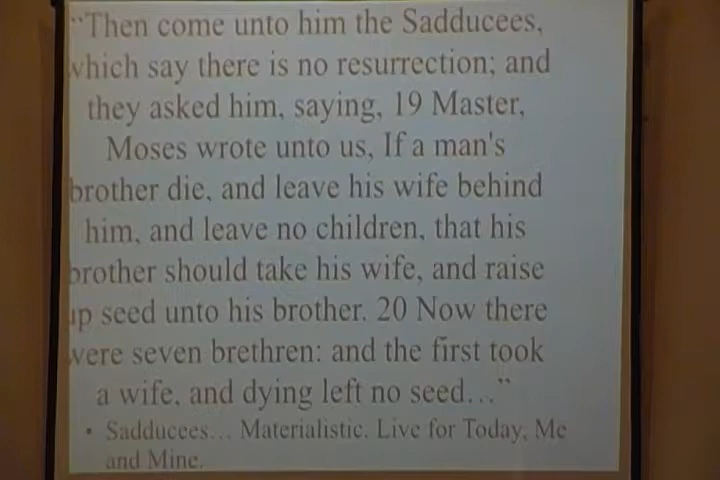 "Then come unto him the Sadducees,
which say there is no resurrection; and
they asked him, saying, 19 Master,
Moses wrote unto us, If a man's
brother die, and leave his wife behind
him, and leave no children, that his
brother should take his wife, and raise
up seed unto his brother. 20 Now there
were seven brethren: and the first took
a wife, and dying left no seed…"
• Sadducees… Materialistic. Live for Today, Me
and Mine.